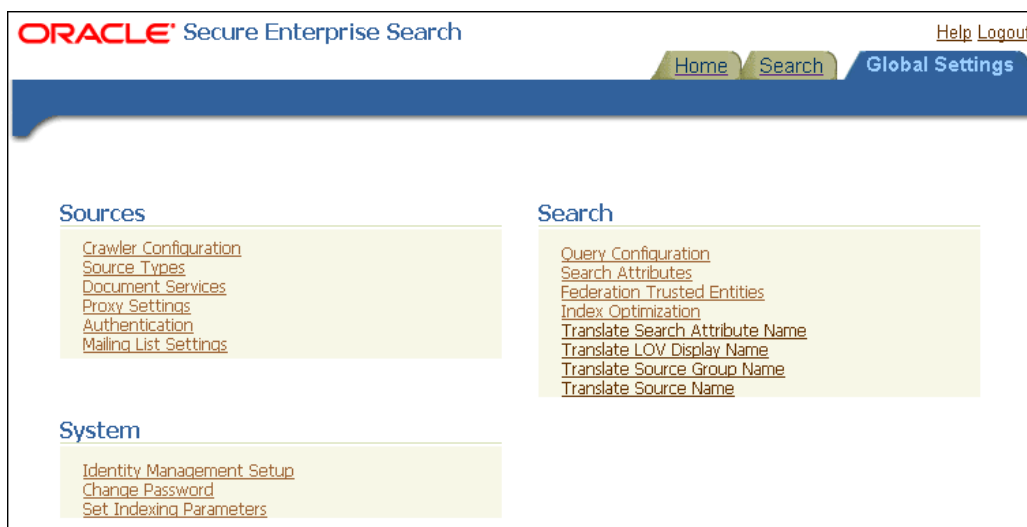 ORACLE Secure Enterprise Search
Help Logout
Home Search Global Settings
Sources
Crawler Configuration
Source Types
Document Services
Proxy Settings
Authentication
Mailing List Settings
Search
Query Configuration
Search Attributes
Federation Trusted Entities
Index Optimization
Translate Search Attribute Name
Translate LOV Display Name
Translate Source Group Name
Translate Source Name
System
Identity Management Setup
Change Password
Set Indexing Parameters